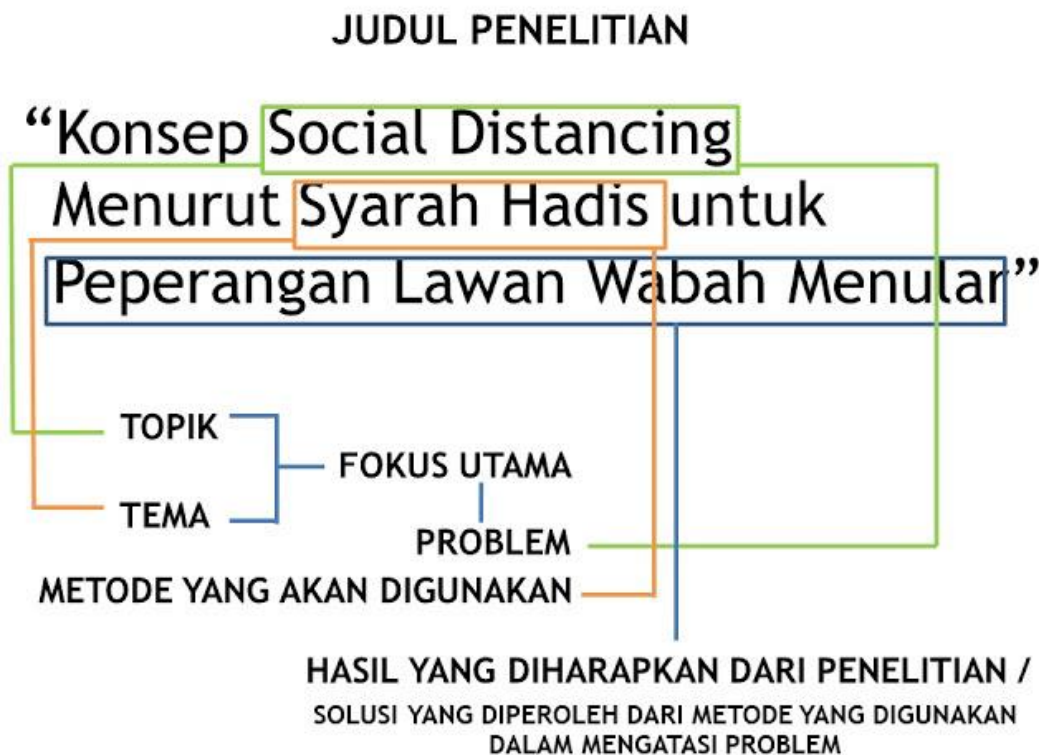 JUDUL PENELITIAN
“Konsep Social Distancing
Menurut Syarah Hadis untuk
Peperangan Lawan Wabah Menular”
TOPIK
FOKUS UTAMA
TEMA
PROBLEM
METODE YANG AKAN DIGUNAKAN
HASIL YANG DIHARAPKAN DARI PENELITIAN /
SOLUSI YANG DIPEROLEH DARI METODE YANG DIGUNAKAN
DALAM MENGATASI PROBLEM